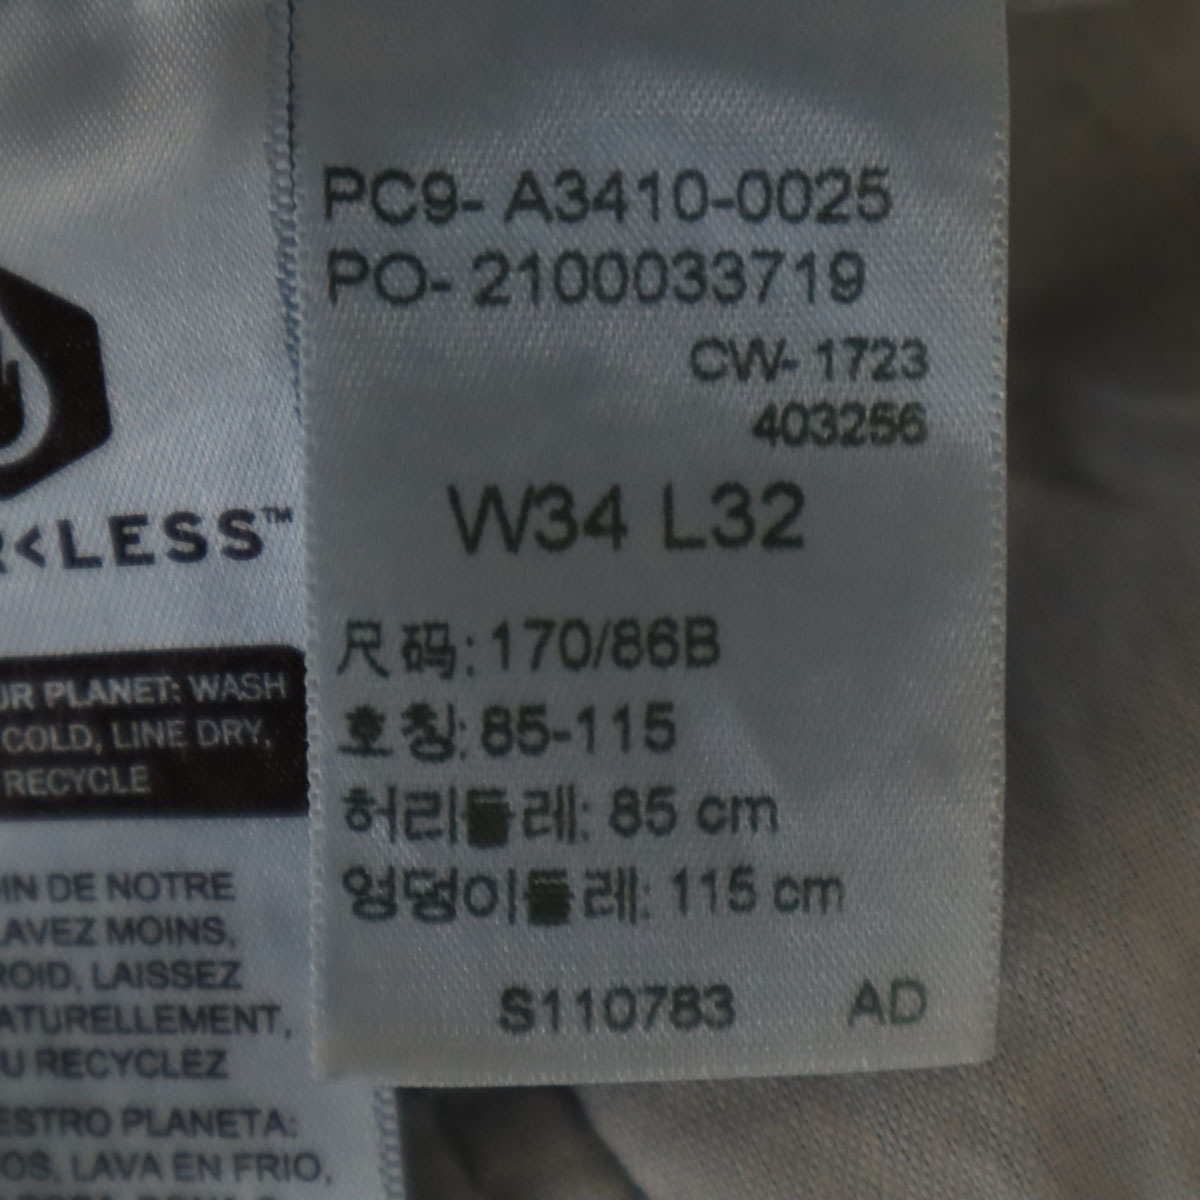 PC9- A3410-0025
PO- 2100033719
CW- 1723
403256
W34 L32
尺码: 170/86B
호칭: 85-115
허리둘레: 85 cm
엉덩이둘레: 115 cm
S110783 AD
<LESS™
UR PLANET: WASH
COLD, LINE DRY,
RECYCLE
IN DE NOTRE
LAVEZ MOINS,
ROID, LAISSEZ
ATURELLEMENT,
U RECYCLEZ
ESTRO PLANETA:
OS, LAVA EN FRIO,